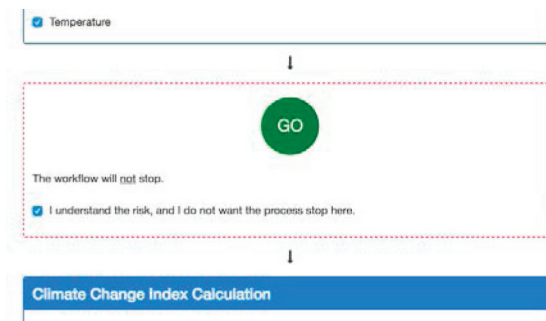 Temperature
GO
The workflow will not stop.
I understand the risk, and I do not want the process stop here.
Climate Change Index Calculation